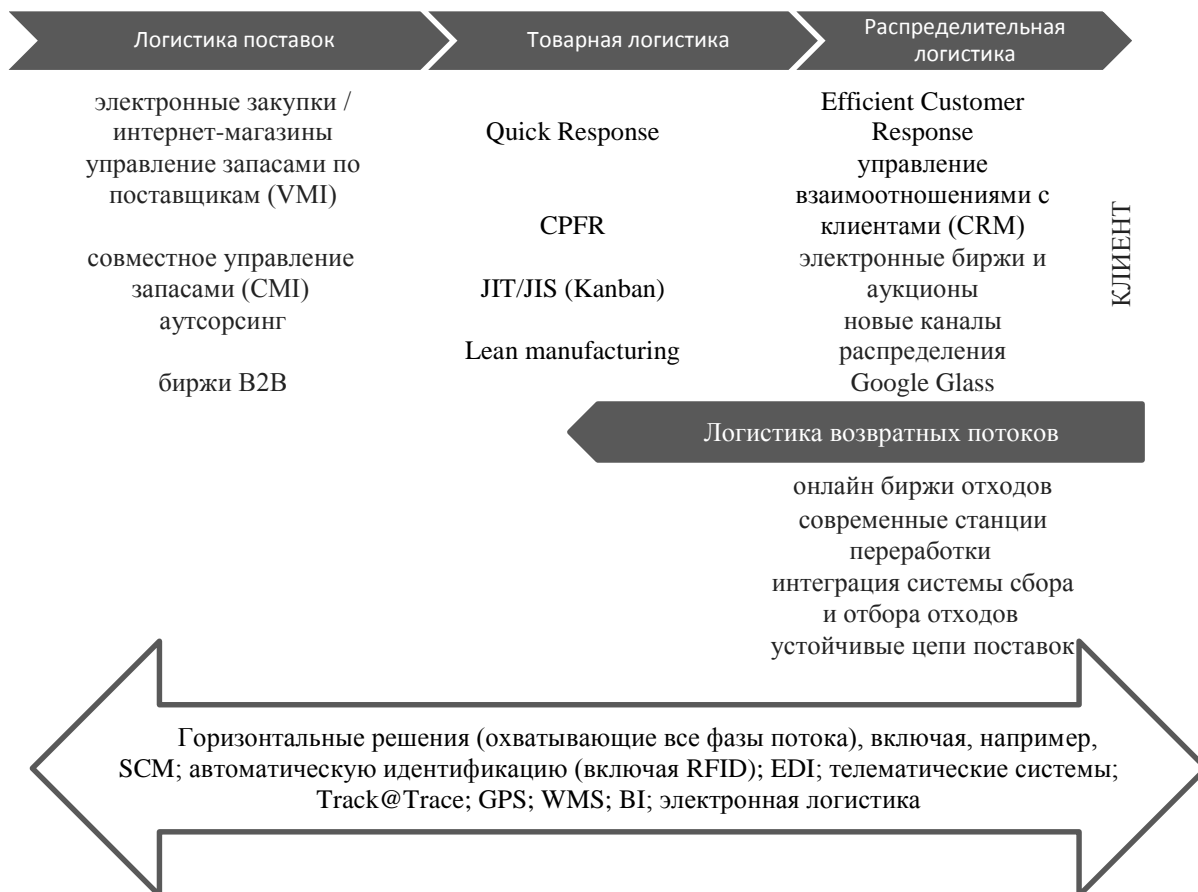 Логистика поставок
Товарная логистика
Распределительная
логистика
электронные закупки /
интернет-магазины
управление запасами по
поставщикам (VMI)
совместное управление
запасами (CMI)
аутсорсинг
биржи B2B
Quick Response
CPFR
JIT/JIS (Kanban)
Lean manufacturing
Efficient Customer
Response
управление
взаимоотношениями с
клиентами (CRM)
электронные биржи и
аукционы
новые каналы
распределения
Google Glass
КЛИЕНТ
Логистика возвратных потоков
онлайн биржи отходов
современные станции
переработки
интеграция системы сбора
и отбора отходов
устойчивые цепи поставок
Горизонтальные решения (охватывающие все фазы потока), включая, например,
SCM; автоматическую идентификацию (включая RFID); EDI; телематические системы;
Track@Trace; GPS; WMS; BI; электронная логистика